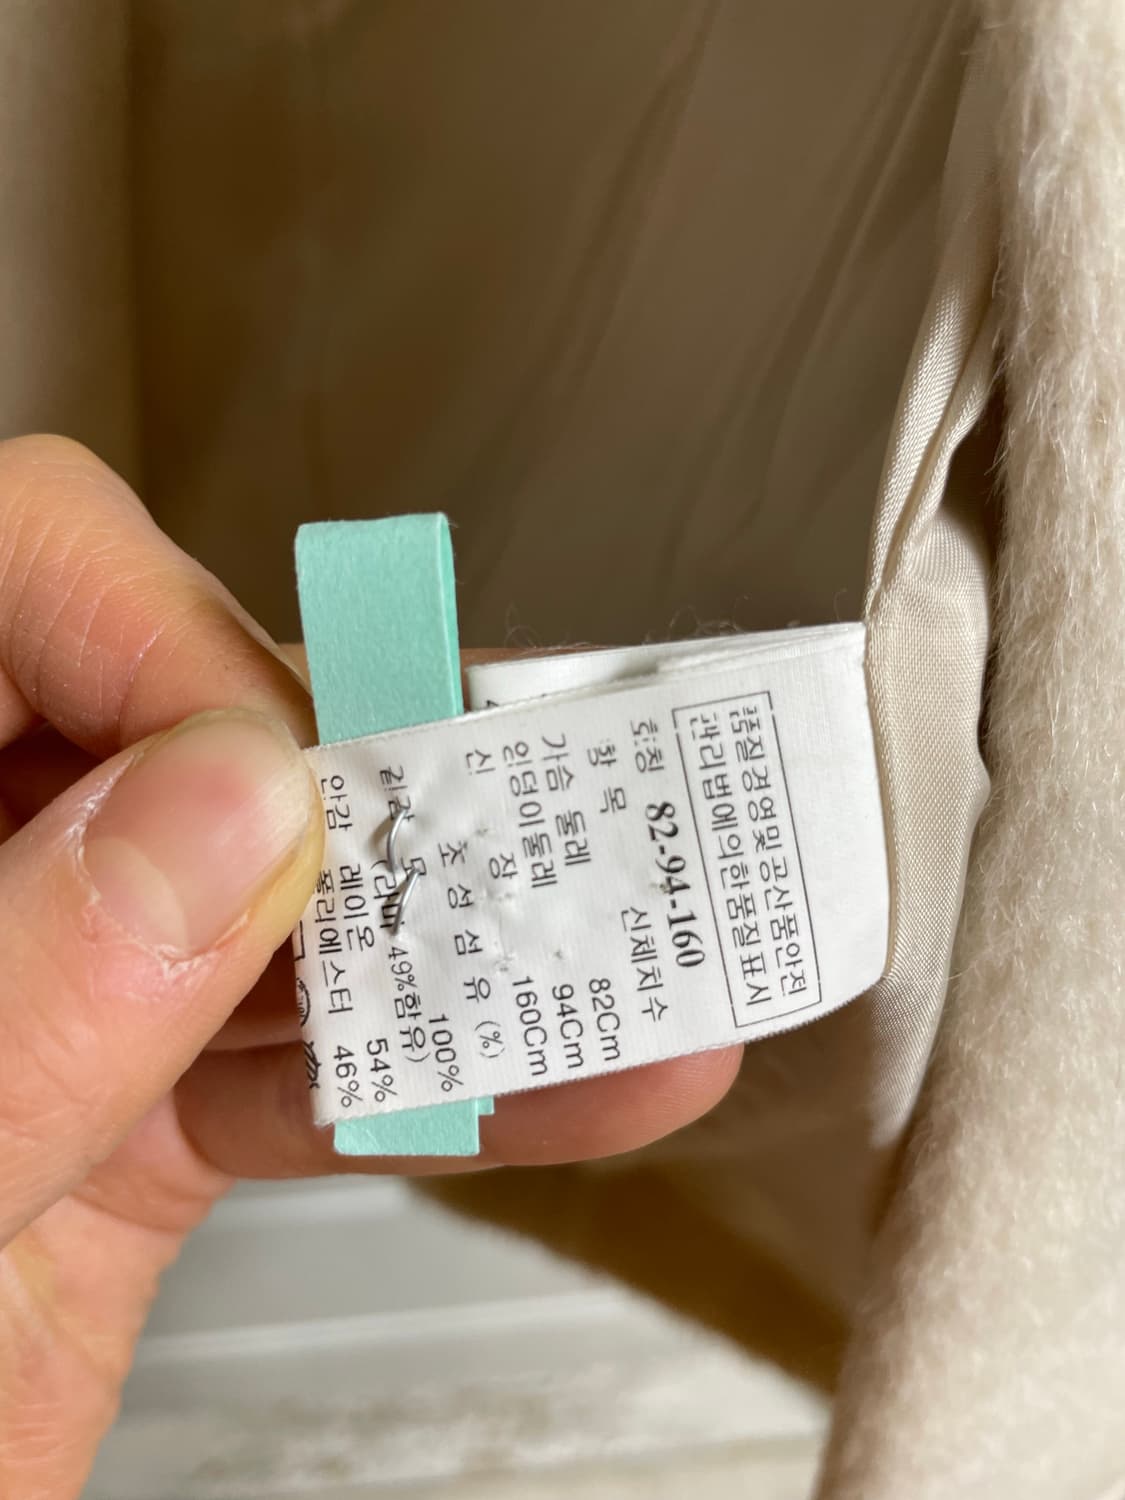 품질경영및공산품안전
관리법에의한품질표시
호칭 82-94-160
항 목 신체치수
가슴 둘레 82Cm
엉덩이둘레 94Cm
신 장 160Cm
조 성 섬 유 (%)
겉감 모 100%
(라마 49%함유)
안감 레이온 54%
폴리에스터 46%